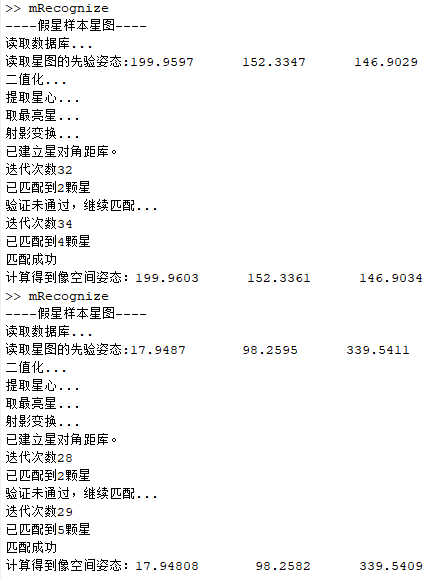 >> mRecognize
----假星样本星图----
读取数据库...
读取星图的先验姿态:199.9597 152.3347 146.9029
二值化...
提取星心...
取最亮星...
射影变换...
已建立星对角距库。
迭代次数32
已匹配到2颗星
验证未通过，继续匹配...
迭代次数34
已匹配到4颗星
匹配成功
计算得到像空间姿态：199.9603 152.3361 146.9034
>> mRecognize
----假星样本星图----
读取数据库...
读取星图的先验姿态:17.9487 98.2595 339.5411
二值化...
提取星心...
取最亮星...
射影变换...
已建立星对角距库。
迭代次数28
已匹配到2颗星
验证未通过，继续匹配...
迭代次数29
已匹配到5颗星
匹配成功
计算得到像空间姿态：17.94808 98.2582 339.5409